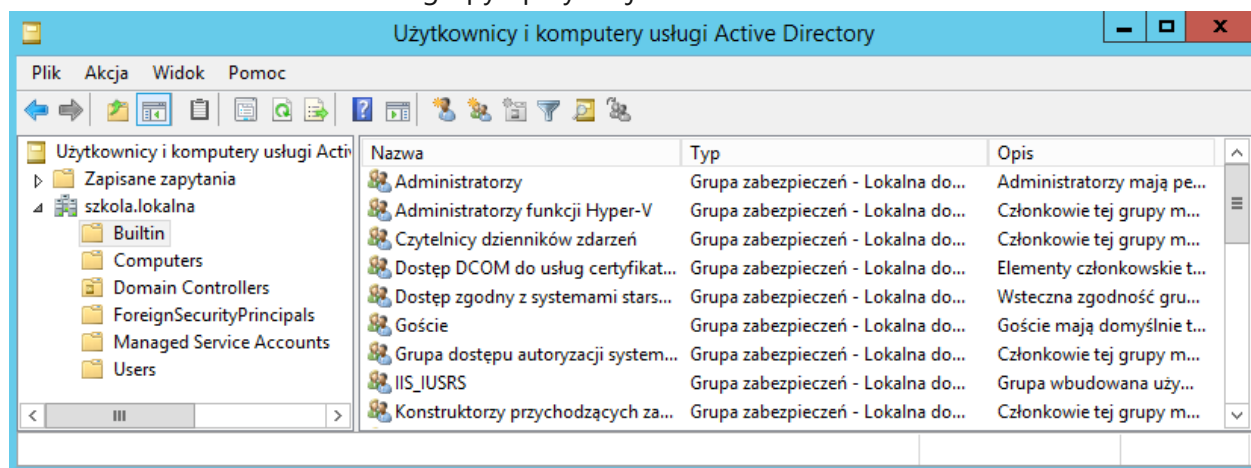 Użytkownicy i komputery usługi Active Directory
Plik Akcja Widok Pomoc
Użytkownicy i komputery usługi Activ
Zapisane zapytania
szkola.lokalna
Builtin
Computers
Domain Controllers
ForeignSecurityPrincipals
Managed Service Accounts
Users
Nazwa Typ Opis
Administratorzy Grupa zabezpieczeń - Lokalna do... Administratorzy mają pe...
Administratorzy funkcji Hyper-V Grupa zabezpieczeń - Lokalna do... Członkowie tej grupy m...
Czytelnicy dzienników zdarzeń Grupa zabezpieczeń - Lokalna do... Członkowie tej grupy m...
Dostęp DCOM do usług certyfikat... Grupa zabezpieczeń - Lokalna do... Elementy członkowskie t...
Dostęp zgodny z systemami stars... Grupa zabezpieczeń - Lokalna do... Wsteczna zgodność gru...
Goście Grupa zabezpieczeń - Lokalna do... Goście mają domyślnie t...
Grupa dostępu autoryzacji system... Grupa zabezpieczeń - Lokalna do... Członkowie tej grupy m...
IIS_IUSRS Grupa zabezpieczeń - Lokalna do... Grupa wbudowana uży...
Konstruktorzy przychodzących za... Grupa zabezpieczeń - Lokalna do... Członkowie tej grupy m...